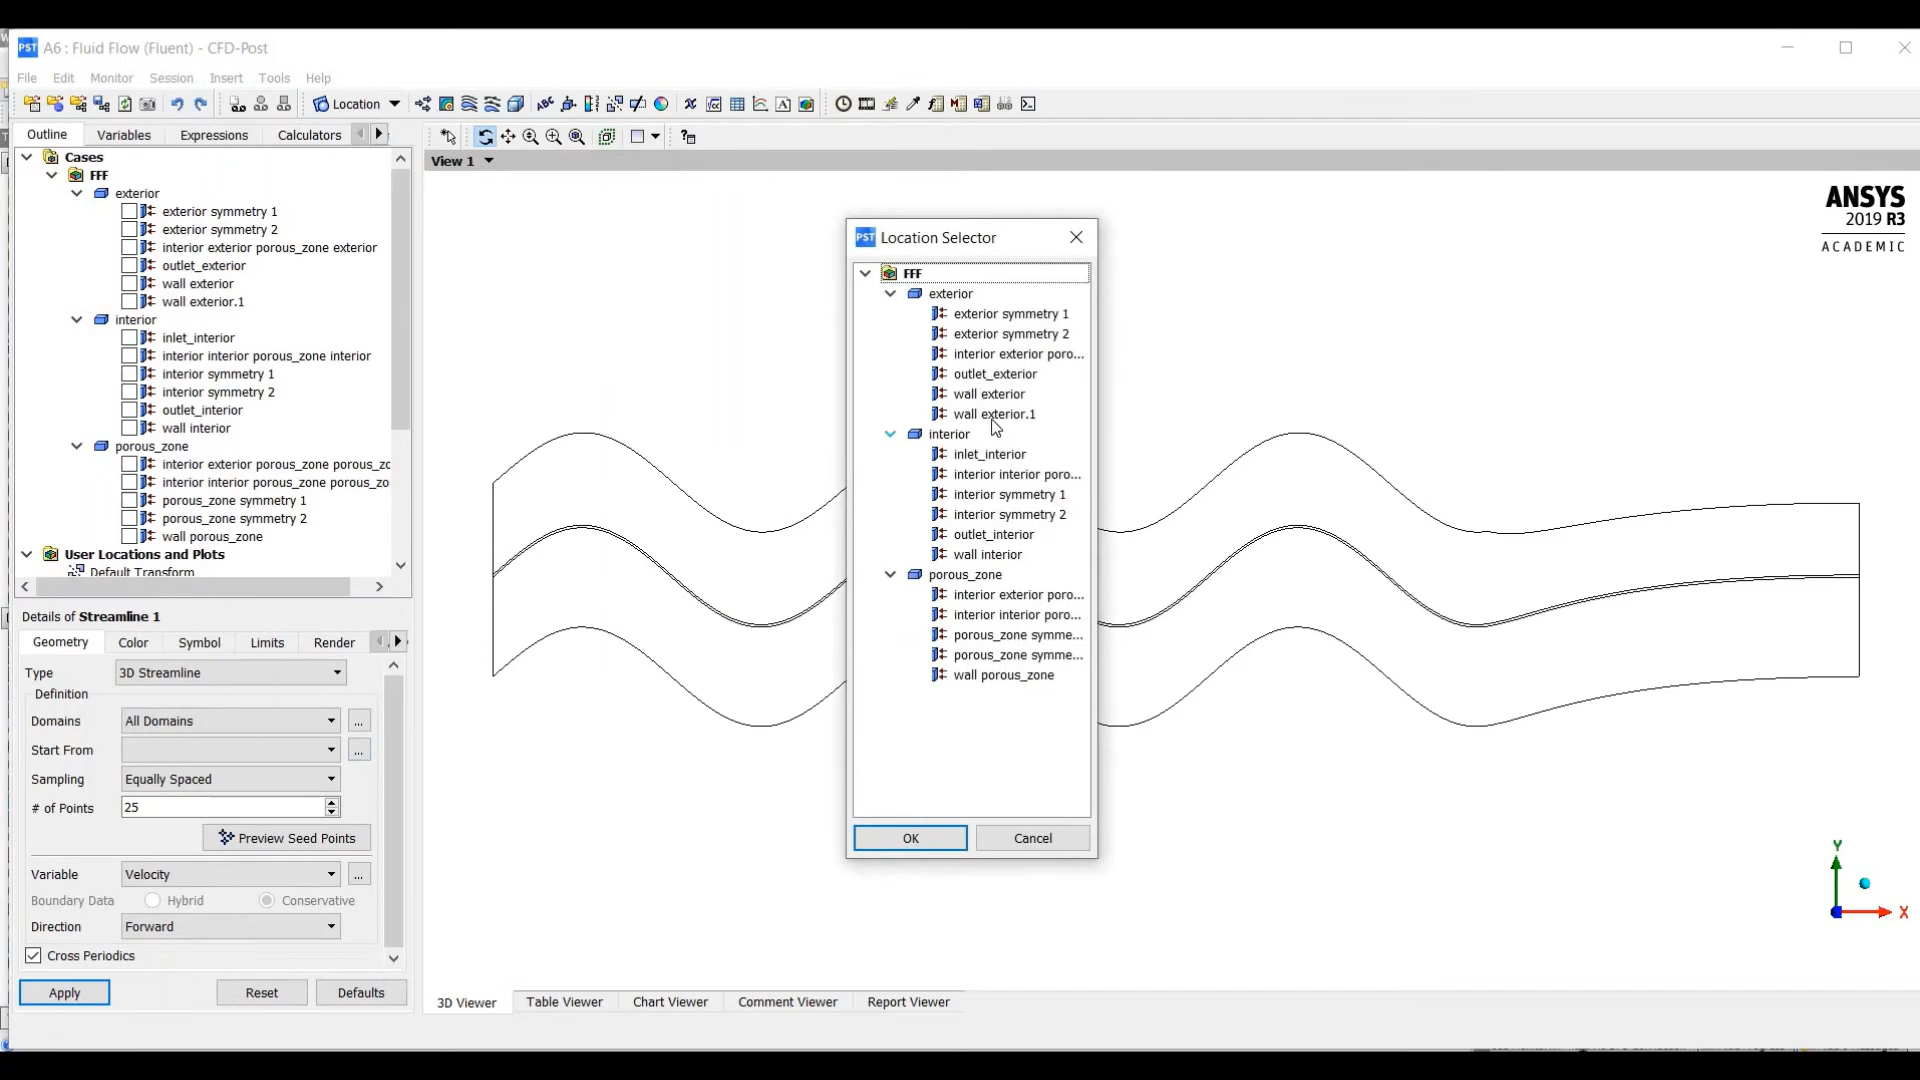 PST A6 : Fluid Flow (Fluent) - CFD-Post
File Edit Monitor Session Insert Tools Help
Location
Outline Variables Expressions Calculators
View 1
Cases
FFF
exterior
exterior symmetry 1
exterior symmetry 2
interior exterior porous_zone exterior
outlet_exterior
wall exterior
wall exterior.1
interior
inlet_interior
interior interior porous_zone interior
interior symmetry 1
interior symmetry 2
outlet_interior
wall interior
porous_zone
interior exterior porous_zone porous_zc
interior interior porous_zone porous_zo
porous_zone symmetry 1
porous_zone symmetry 2
wall porous_zone
User Locations and Plots
Default Transform
Details of Streamline 1
Geometry Color Symbol Limits Render
Type 3D Streamline
Definition
Domains All Domains ...
Start From ...
Sampling Equally Spaced
# of Points 25
Preview Seed Points
Variable Velocity ...
Boundary Data Hybrid Conservative
Direction Forward
Cross Periodics
Apply Reset Defaults
PST Location Selector
FFF
exterior
exterior symmetry 1
exterior symmetry 2
interior exterior poro...
outlet_exterior
wall exterior
wall exterior.1
interior
inlet_interior
interior interior poro...
interior symmetry 1
interior symmetry 2
outlet_interior
wall interior
porous_zone
interior exterior poro...
interior interior poro...
porous_zone symme...
porous_zone symme...
wall porous_zone
OK Cancel
ANSYS
2019 R3
ACADEMIC
Y
X
3D Viewer Table Viewer Chart Viewer Comment Viewer Report Viewer